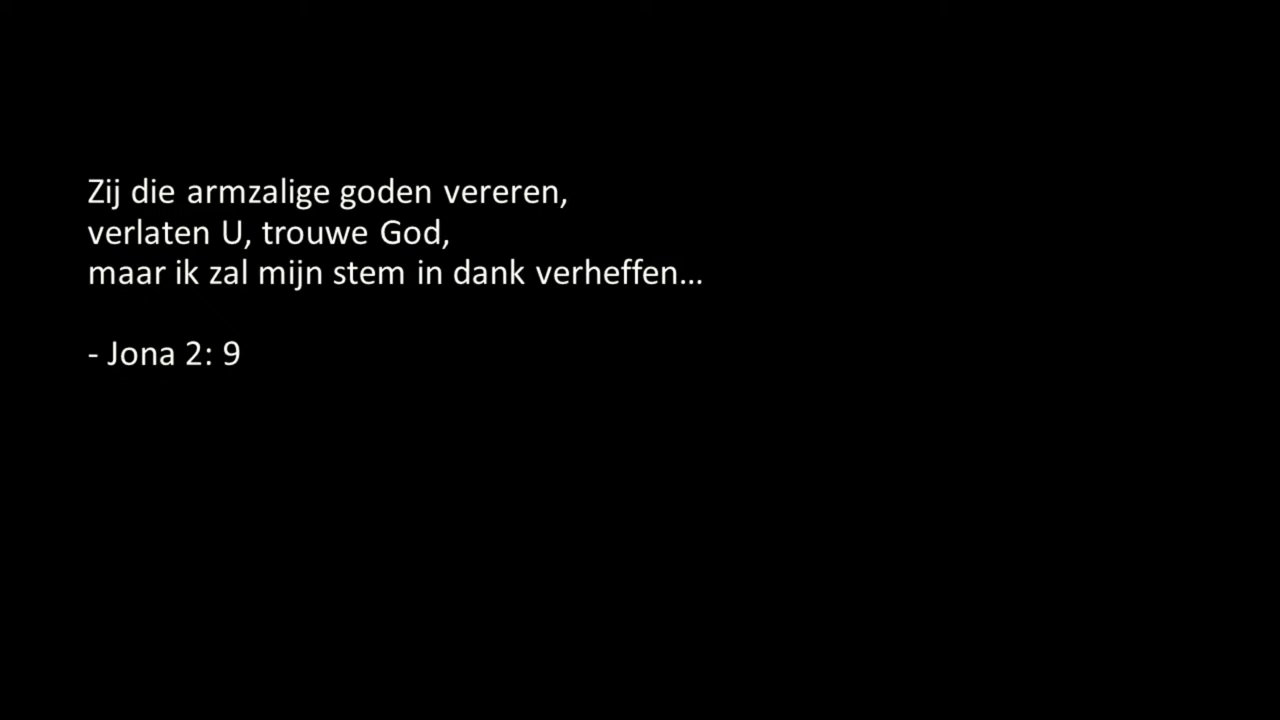 Zij die armzalige goden vereren,
verlaten U, trouwe God,
maar ik zal mijn stem in dank verheffen...
- Jona 2: 9